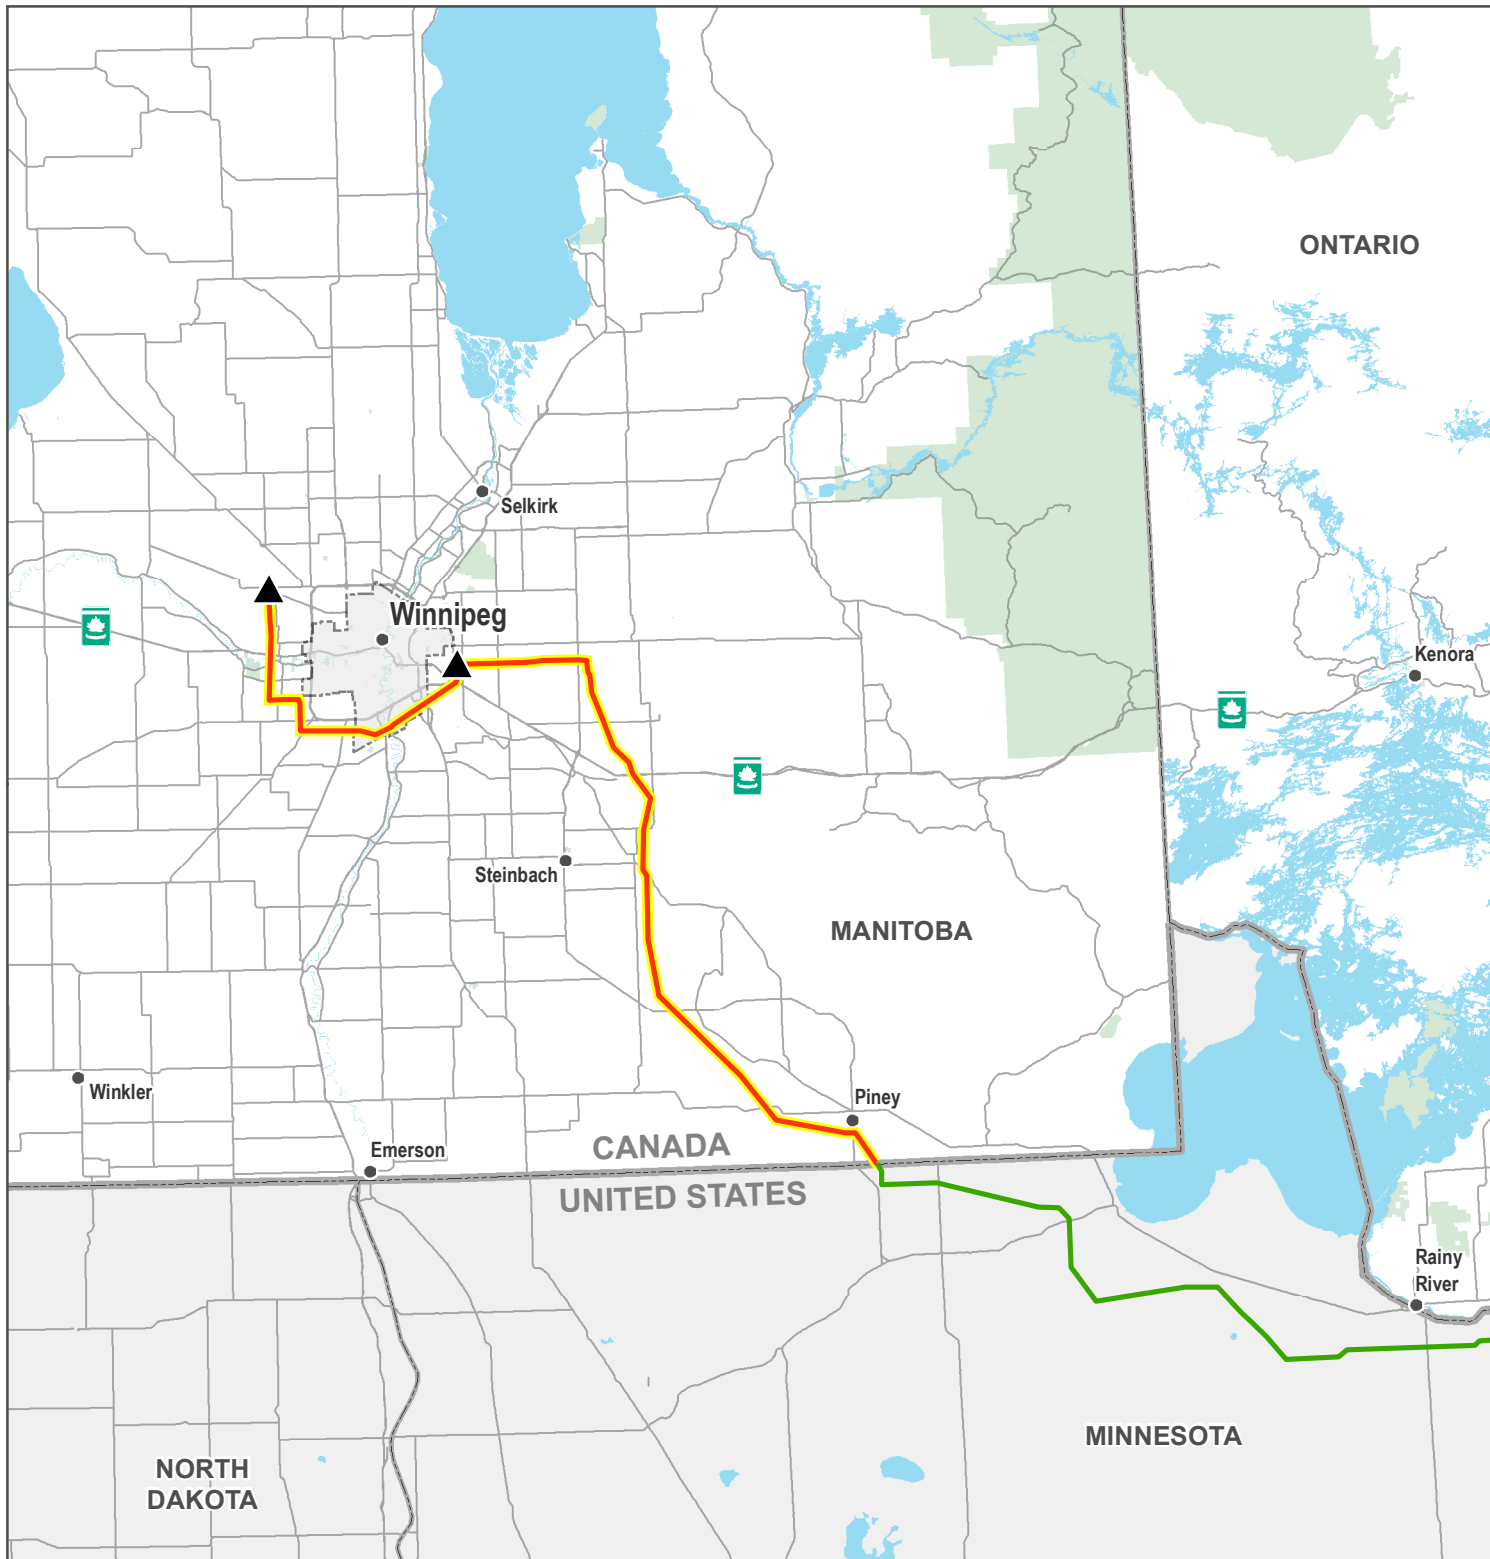 ONTARIO
Selkirk
Winnipeg
Kenora
Steinbach
MANITOBA
Winkler
Piney
Emerson
CANADA
UNITED STATES
Rainy
River
MINNESOTA
NORTH
DAKOTA